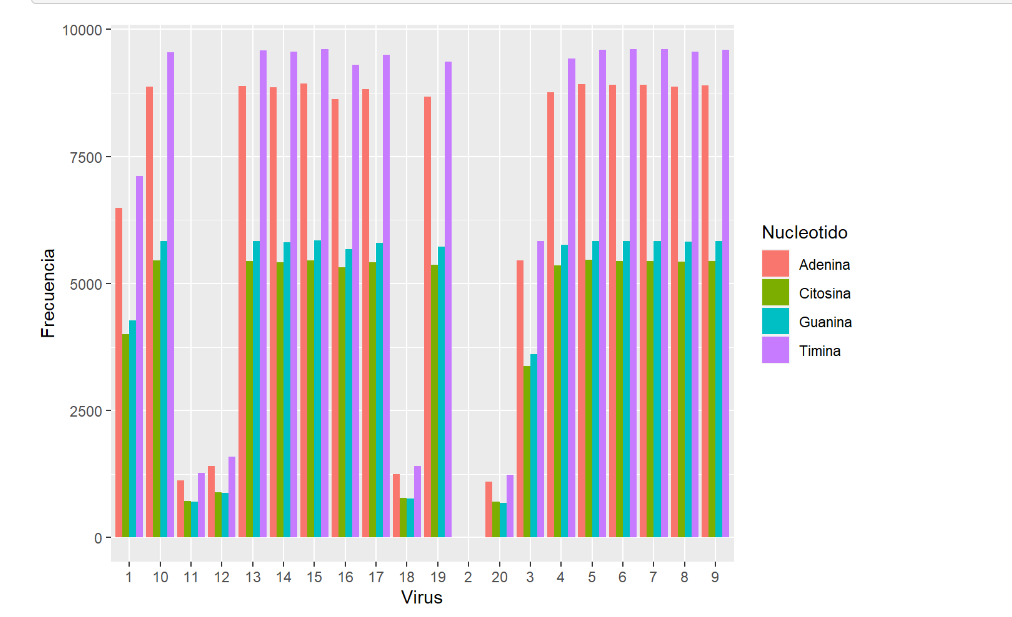 10000
7500
5000
2500
0
Frecuencia
1 10 11 12 13 14 15 16 17 18 19 2 20 3 4 5 6 7 8 9
Virus
Nucleotido
Adenina
Citosina
Guanina
Timina